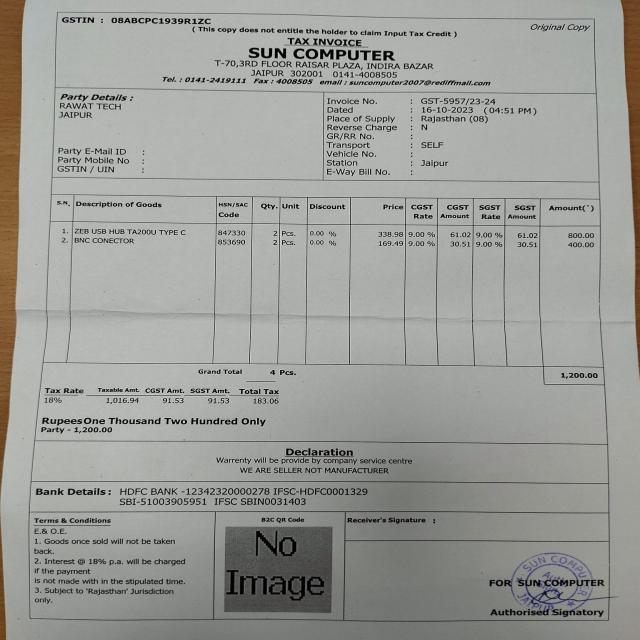 GSTIN : 08ABCPC1939R1ZC
Original Copy
( This copy does not entitle the holder to claim Input Tax Credit )
TAX INVOICE
SUN COMPUTER
T-70,3RD FLOOR RAISAR PLAZA, INDIRA BAZAR
JAIPUR 302001 0141-4008505
Tel. : 0141-2419111 Fax : 4008505 email : suncomputer2007@rediffmail.com
Party Details :
RAWAT TECH
JAIPUR
Party E-Mail ID :
Party Mobile No :
GSTIN / UIN :
Invoice No. : GST-5957/23-24
Dated : 16-10-2023 (04:51 PM)
Place of Supply : Rajasthan (08)
Reverse Charge : N
GR/RR No. :
Transport : SELF
Vehicle No. :
Station : Jaipur
E-Way Bill No. :
S.N. Description of Goods HSN/SAC Code Qty. Unit Discount Price CGST Rate CGST Amount SGST Rate SGST Amount Amount(`)
1. ZEB USB HUB TA200U TYPE C 847330 2 Pcs. 0.00 % 338.98 9.00 % 61.02 9.00 % 61.02 800.00
2. BNC CONECTOR 853690 2 Pcs. 0.00 % 169.49 9.00 % 30.51 9.00 % 30.51 400.00
Grand Total 4 Pcs. 1,200.00
Tax Rate Taxable Amt. CGST Amt. SGST Amt. Total Tax
18% 1,016.94 91.53 91.53 183.06
RupeesOne Thousand Two Hundred Only
Party - 1,200.00
Declaration
Warrenty will be provide by company service centre
WE ARE SELLER NOT MANUFACTURER
Bank Details : HDFC BANK -12342320000278 IFSC-HDFC0001329
SBI-51003905951 IFSC SBIN0031403
Terms & Conditions
E.& O.E.
1. Goods once sold will not be taken
back.
2. Interest @ 18% p.a. will be charged
if the payment
is not made with in the stipulated time.
3. Subject to 'Rajasthan' Jurisdiction
only.
B2C QR Code
No
Image
Receiver's Signature :
SUN COMPUTER
JAIPUR
FOR SUN COMPUTER
Authorised Signatory